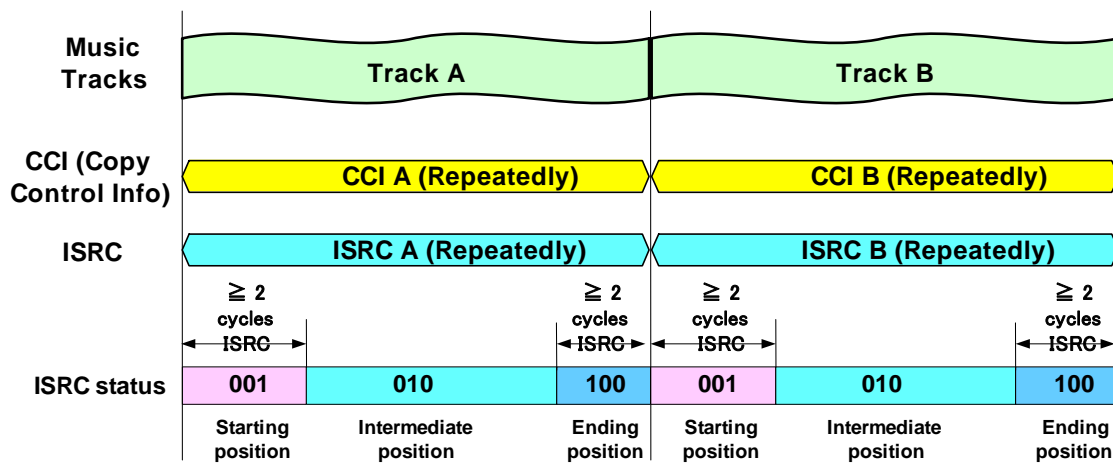 Music
Tracks
Track A
Track B
CCI (Copy
Control Info)
CCI A (Repeatedly)
CCI B (Repeatedly)
ISRC
ISRC A (Repeatedly)
ISRC B (Repeatedly)
≧ 2
cycles
ISRC
≧ 2
cycles
ISRC
≧ 2
cycles
ISRC
≧ 2
cycles
ISRC
ISRC status
001
010
100
001
010
100
Starting
position
Intermediate
position
Ending
position
Starting
position
Intermediate
position
Ending
position